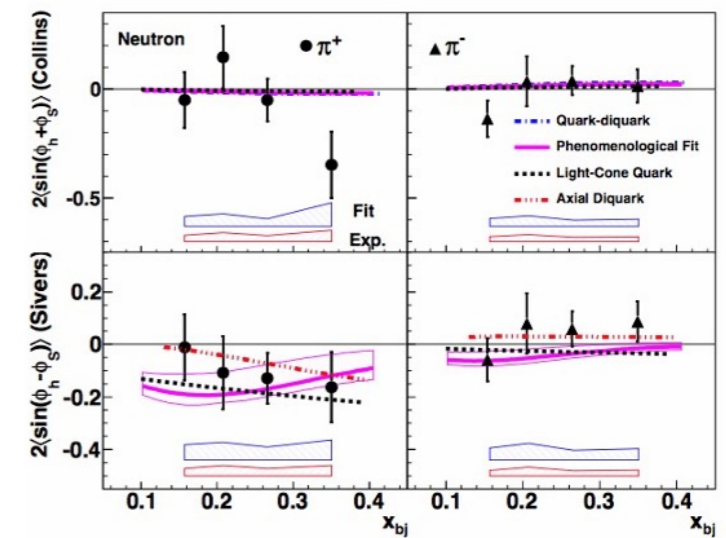 2⟨sin(ϕh+ϕS)⟩ (Collins)
Neutron
● π+
▲ π-
0
-0.5
Quark-diquark
Phenomenological Fit
Light-Cone Quark
Axial Diquark
Fit
Exp.
2⟨sin(ϕh-ϕS)⟩ (Sivers)
0.2
0
-0.2
-0.4
0.1 0.2 0.3 0.4 0.1 0.2 0.3 0.4
xbj xbj